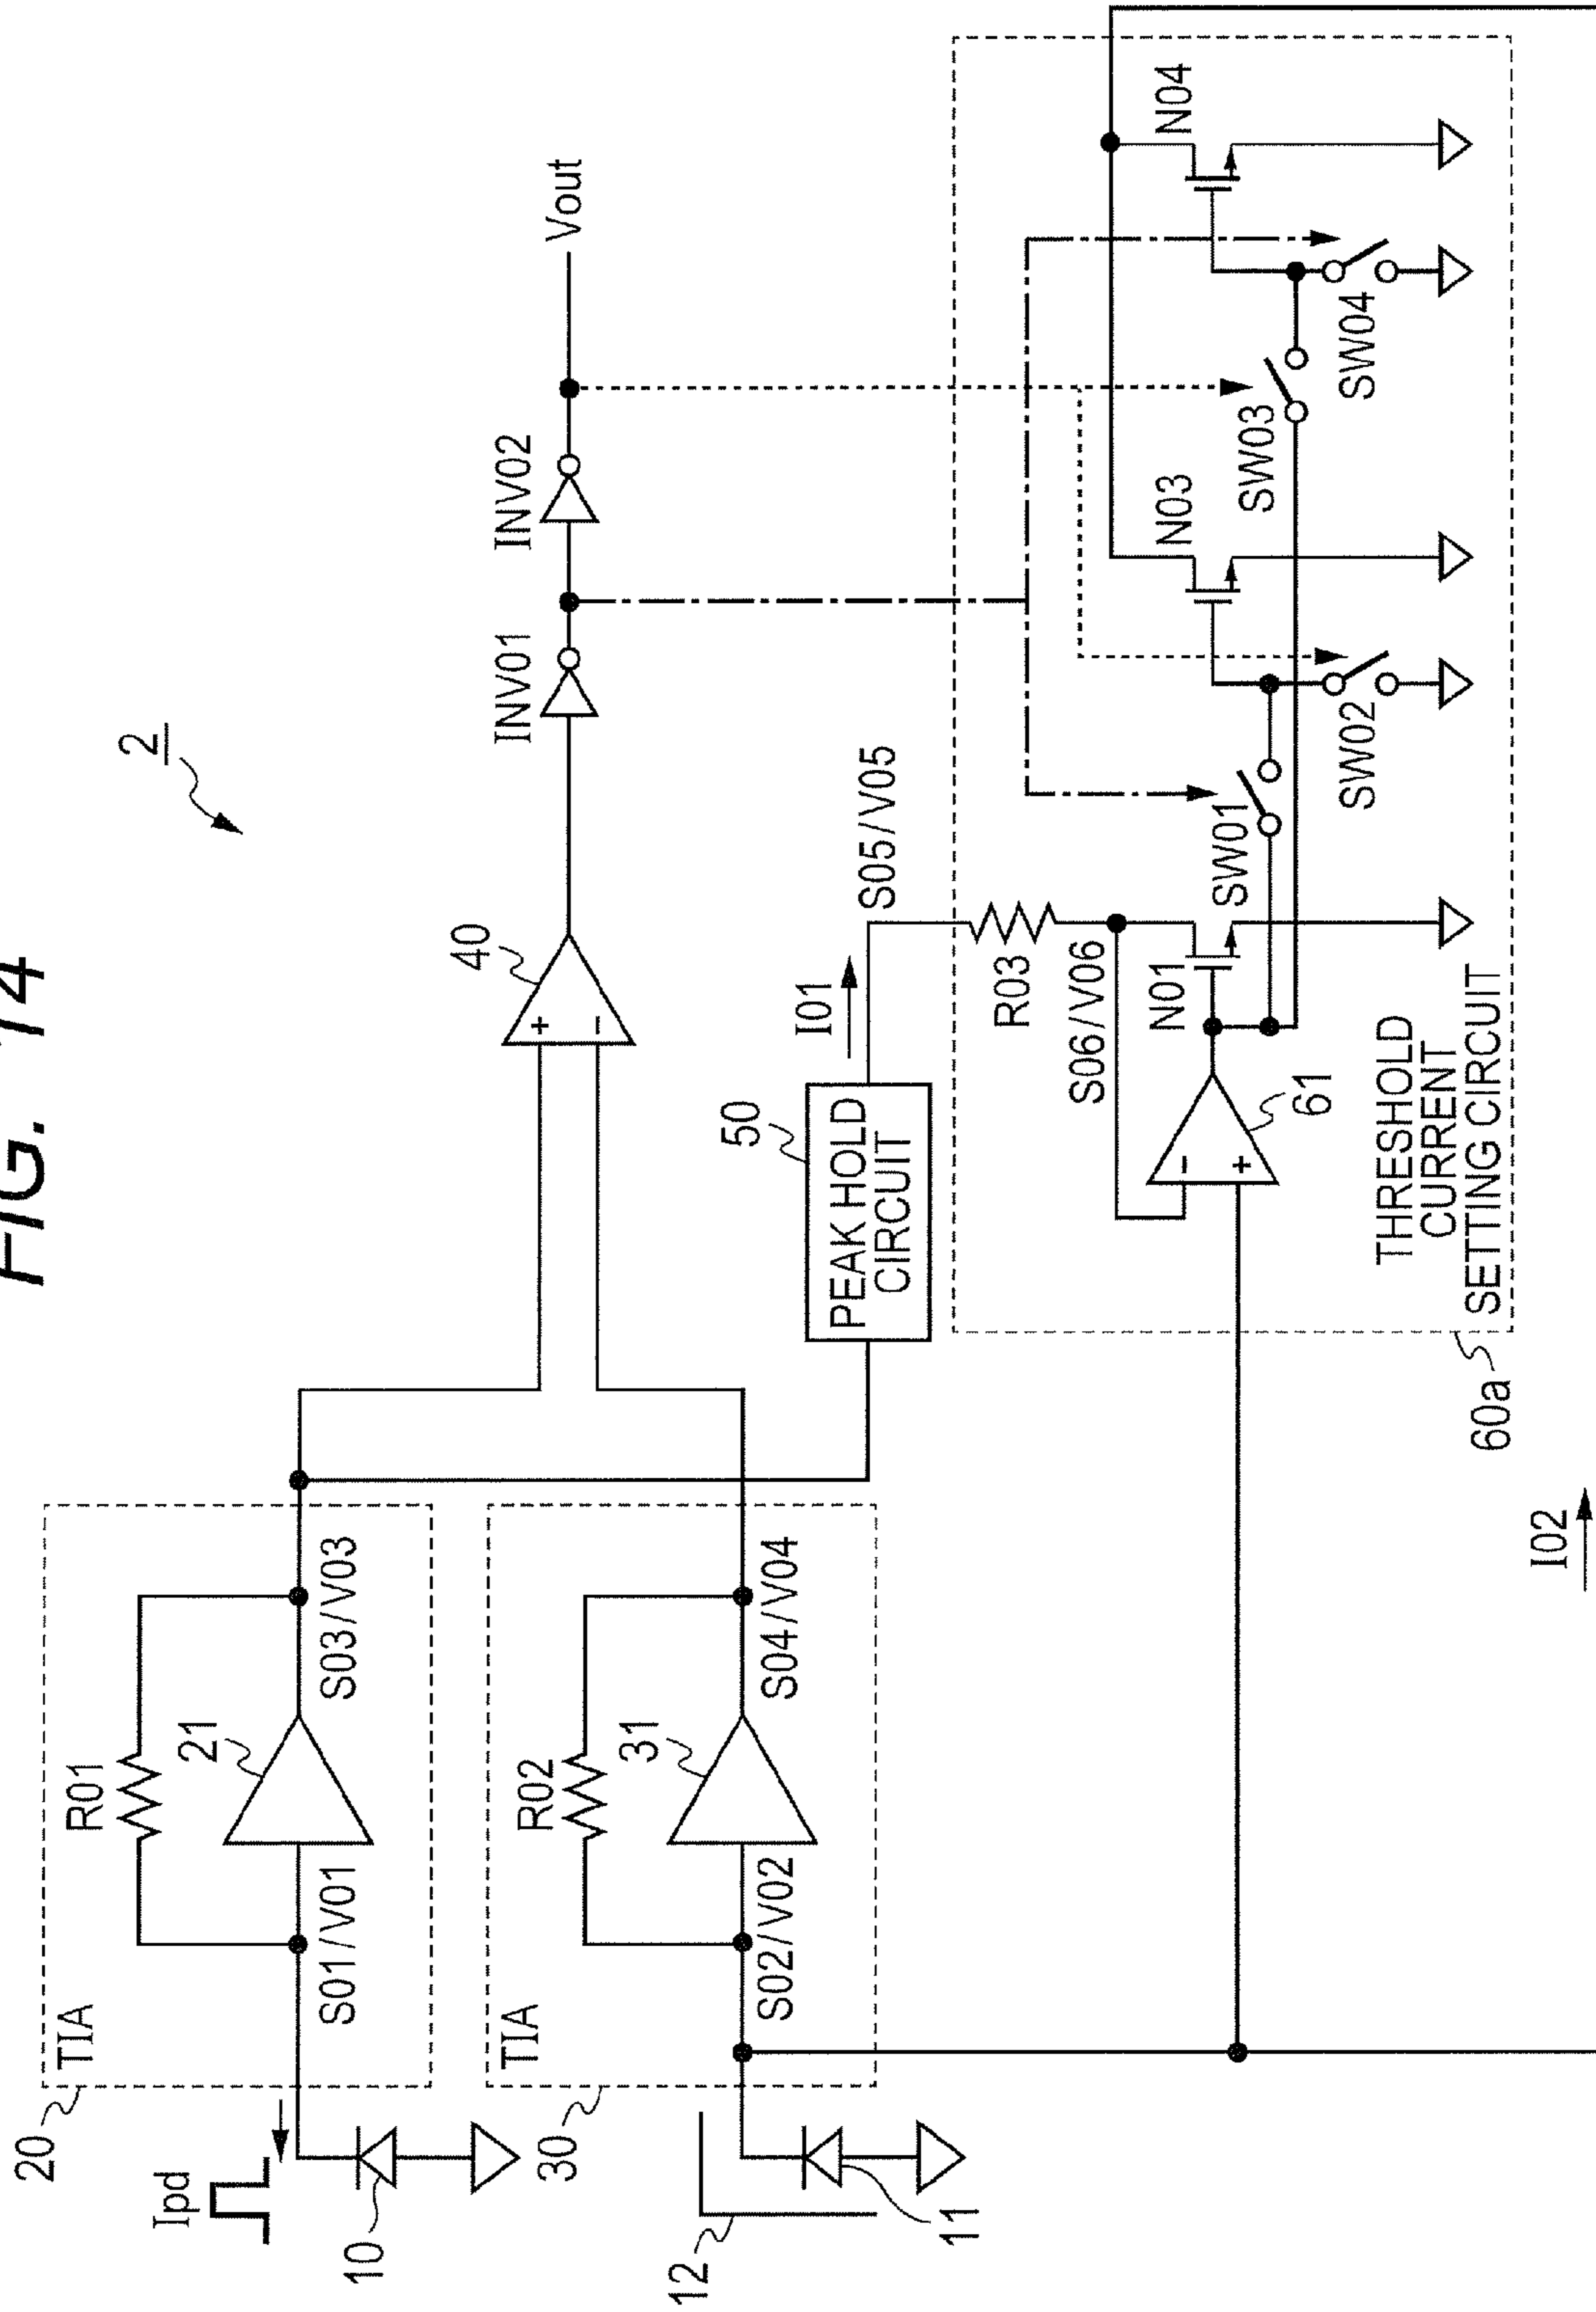 FIG. 14
2
20
TIA
R01
21
S01/V01
S03/V03
Ipd
10
30
TIA
R02
31
S02/V02
S04/V04
12
11
40
INV01
INV02
Vout
50
PEAK HOLD
CIRCUIT
I01
S05/V05
R03
S06/V06
N01
61
SW01
SW02
N03
SW03
SW04
N04
THRESHOLD
CURRENT
SETTING CIRCUIT
60a
I02
+
−
−
+